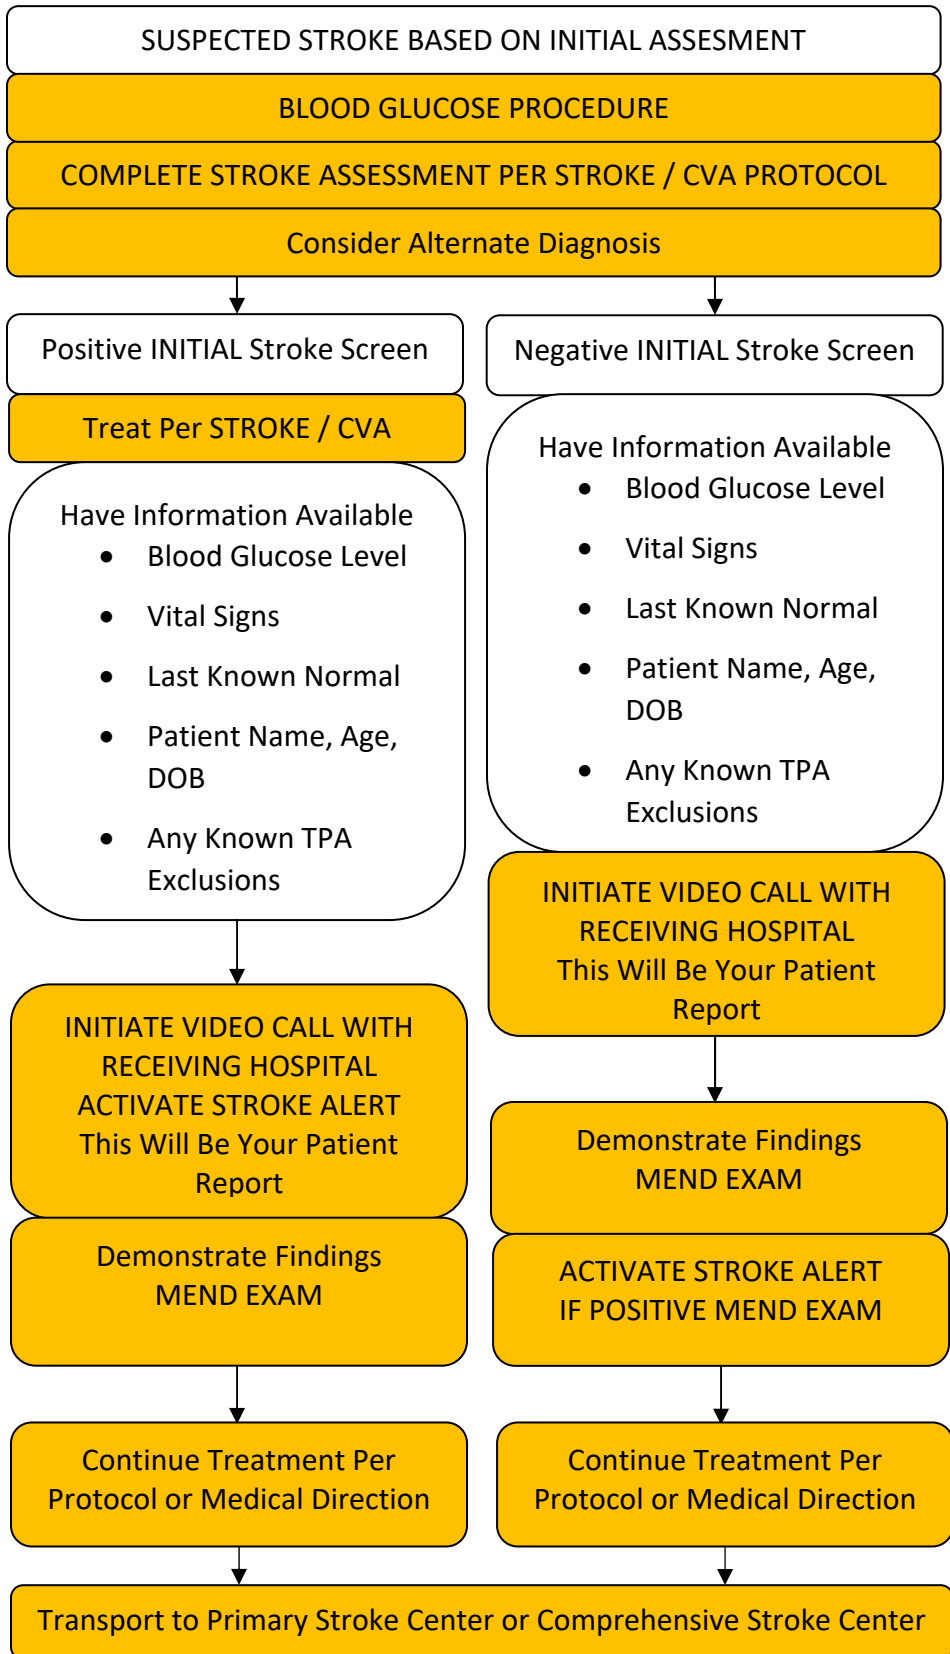 SUSPECTED STROKE BASED ON INITIAL ASSESMENT
BLOOD GLUCOSE PROCEDURE
COMPLETE STROKE ASSESSMENT PER STROKE / CVA PROTOCOL
Consider Alternate Diagnosis
Positive INITIAL Stroke Screen
Treat Per STROKE / CVA
Have Information Available
• Blood Glucose Level
• Vital Signs
• Last Known Normal
• Patient Name, Age,
DOB
• Any Known TPA
Exclusions
INITIATE VIDEO CALL WITH
RECEIVING HOSPITAL
ACTIVATE STROKE ALERT
This Will Be Your Patient
Report
Demonstrate Findings
MEND EXAM
Continue Treatment Per
Protocol or Medical Direction
Negative INITIAL Stroke Screen
Have Information Available
• Blood Glucose Level
• Vital Signs
• Last Known Normal
• Patient Name, Age,
DOB
• Any Known TPA
Exclusions
INITIATE VIDEO CALL WITH
RECEIVING HOSPITAL
This Will Be Your Patient
Report
Demonstrate Findings
MEND EXAM
ACTIVATE STROKE ALERT
IF POSITIVE MEND EXAM
Continue Treatment Per
Protocol or Medical Direction
Transport to Primary Stroke Center or Comprehensive Stroke Center